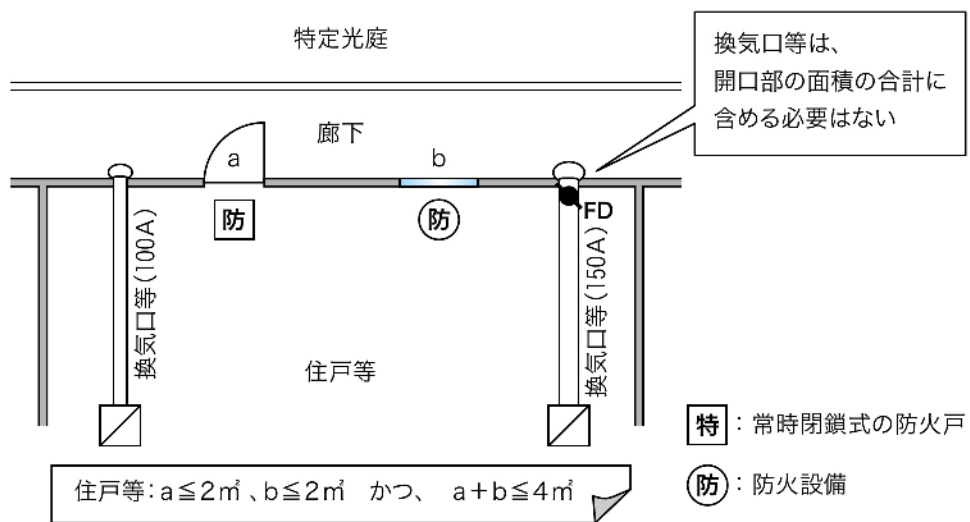 特定光庭
換気口等は、
開口部の面積の合計に
含める必要はない
廊下
a
b
防
防
FD
換気口等(100A)
換気口等(150A)
住戸等
特：常時閉鎖式の防火戸
防：防火設備
住戸等：a≦2㎡、b≦2㎡ かつ、 a＋b≦4㎡